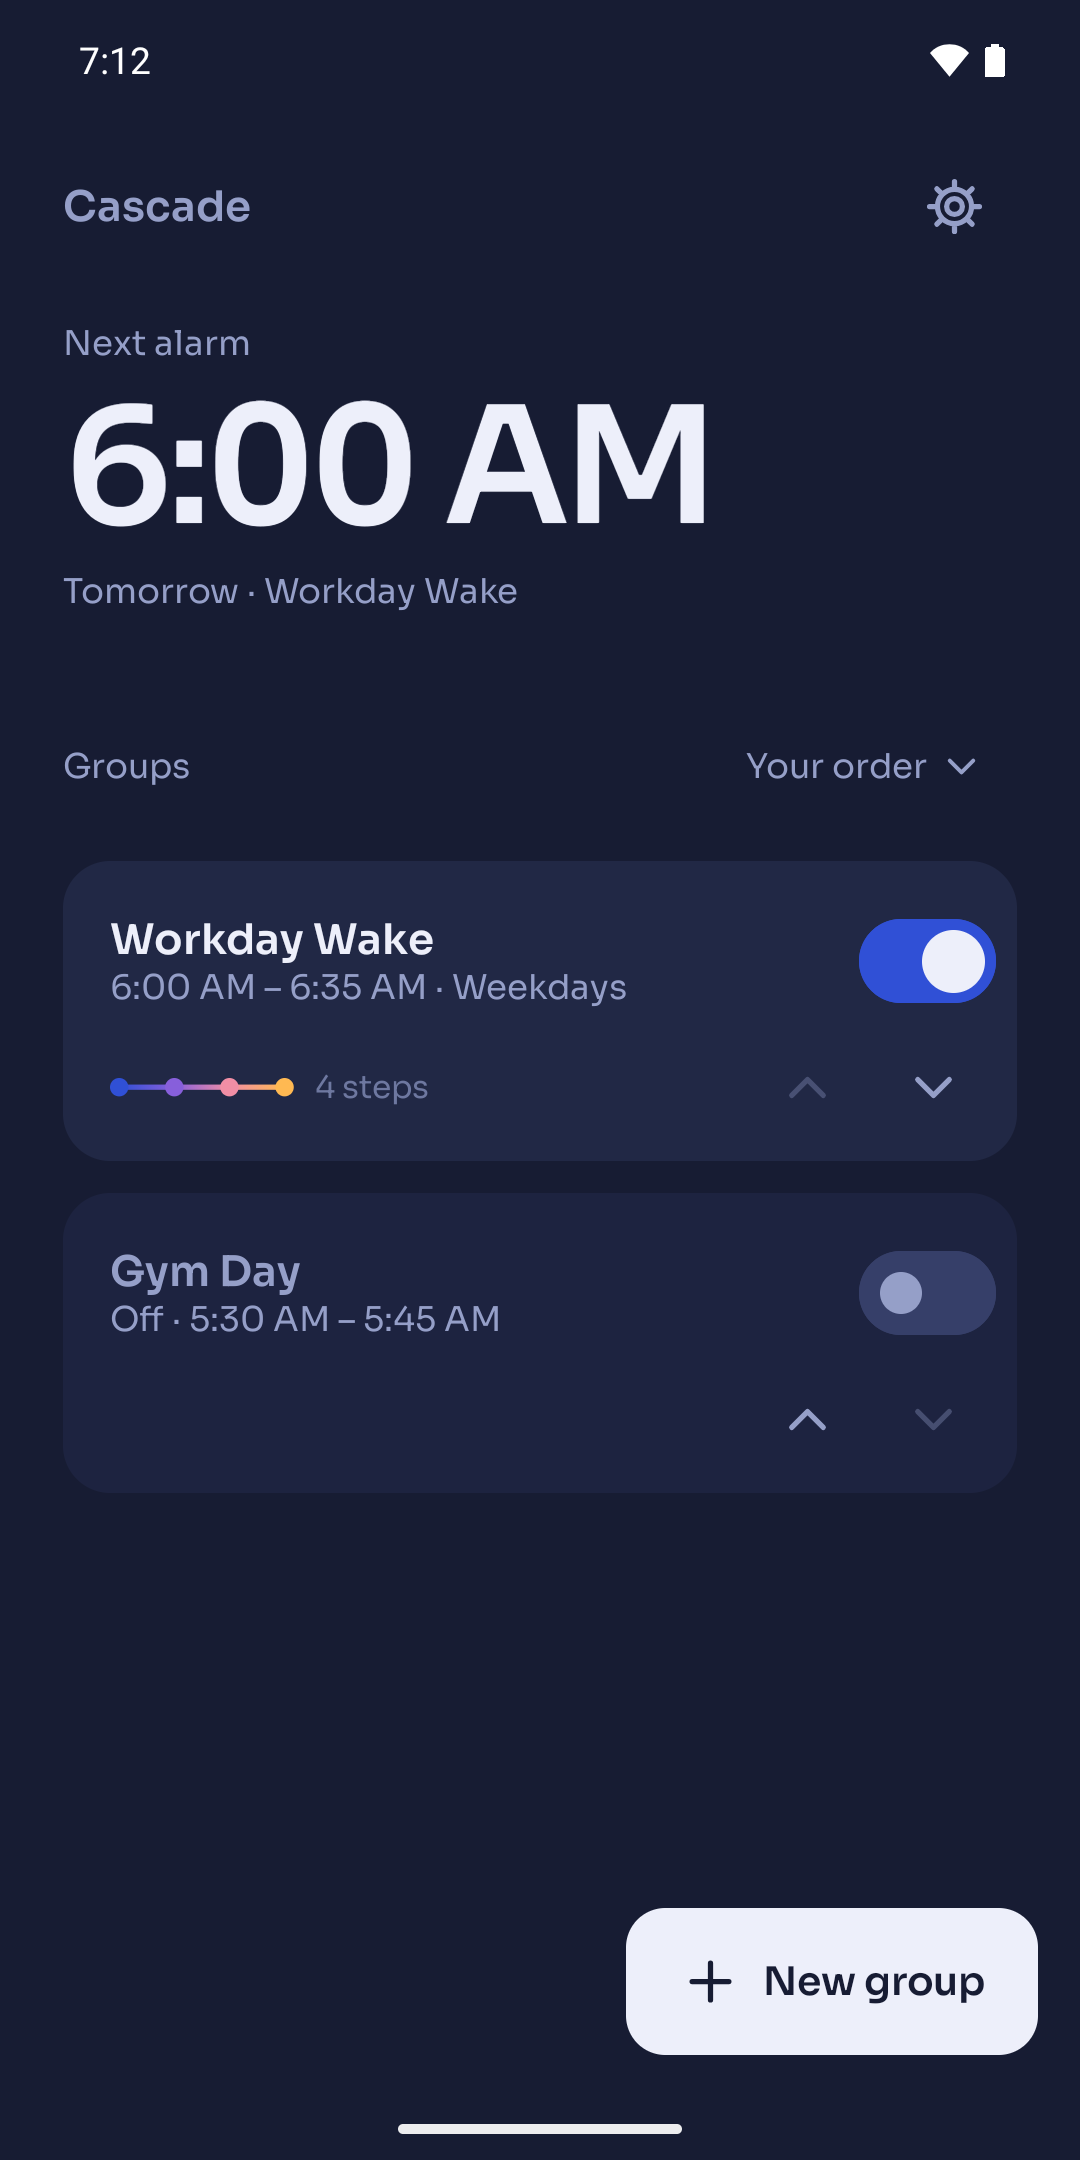 7:12
Cascade
Next alarm
6:00 AM
Tomorrow · Workday Wake
Groups
Your order
Workday Wake
6:00 AM – 6:35 AM · Weekdays
4 steps
Gym Day
Off · 5:30 AM – 5:45 AM
New group